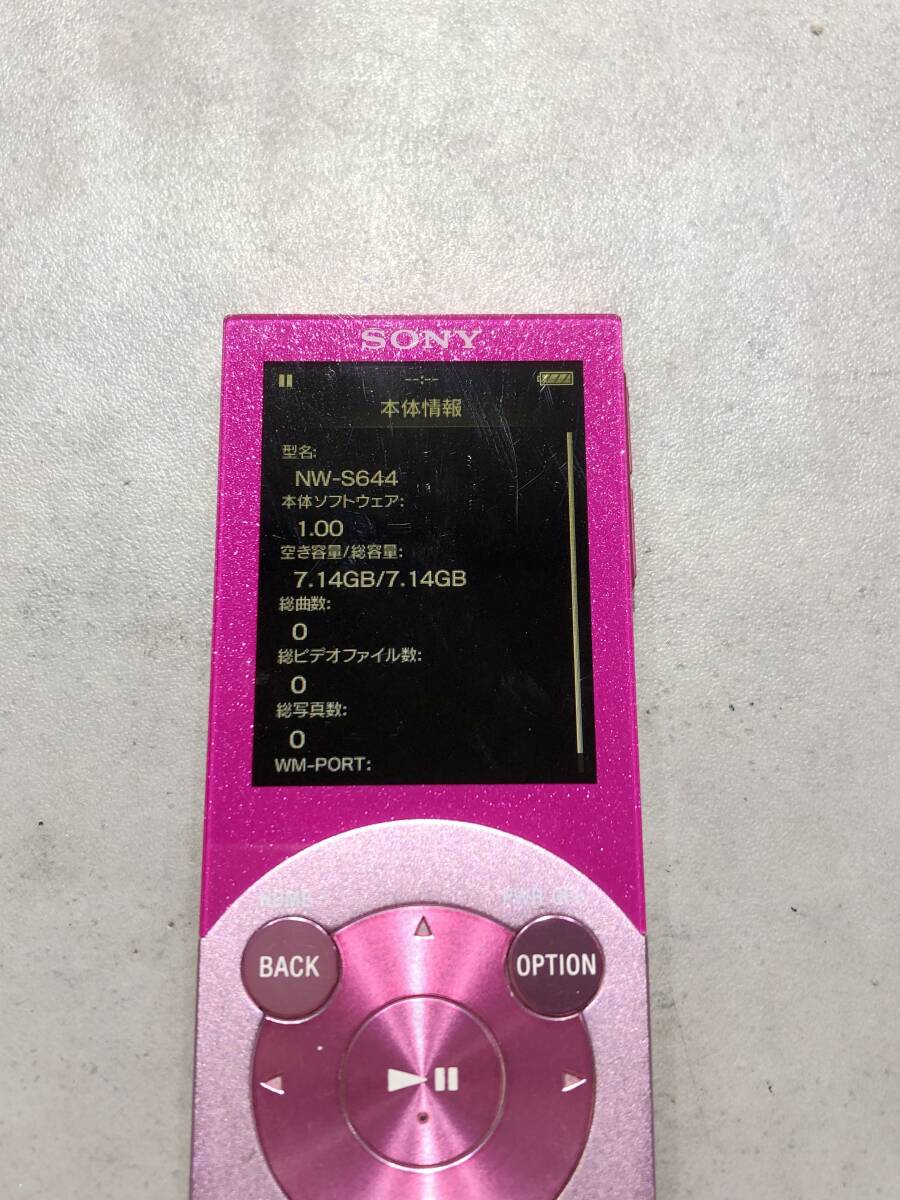 SONY
--:--
本体情報
型名:
NW-S644
本体ソフトウェア:
1.00
空き容量/総容量:
7.14GB/7.14GB
総曲数:
0
総ビデオファイル数:
0
総写真数:
0
WM-PORT:
HOME
BACK
OPTION